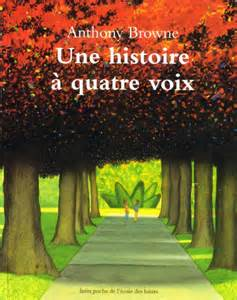 Anthony Browne
Une histoire
à quatre voix
lutin poche de l'école des loisirs